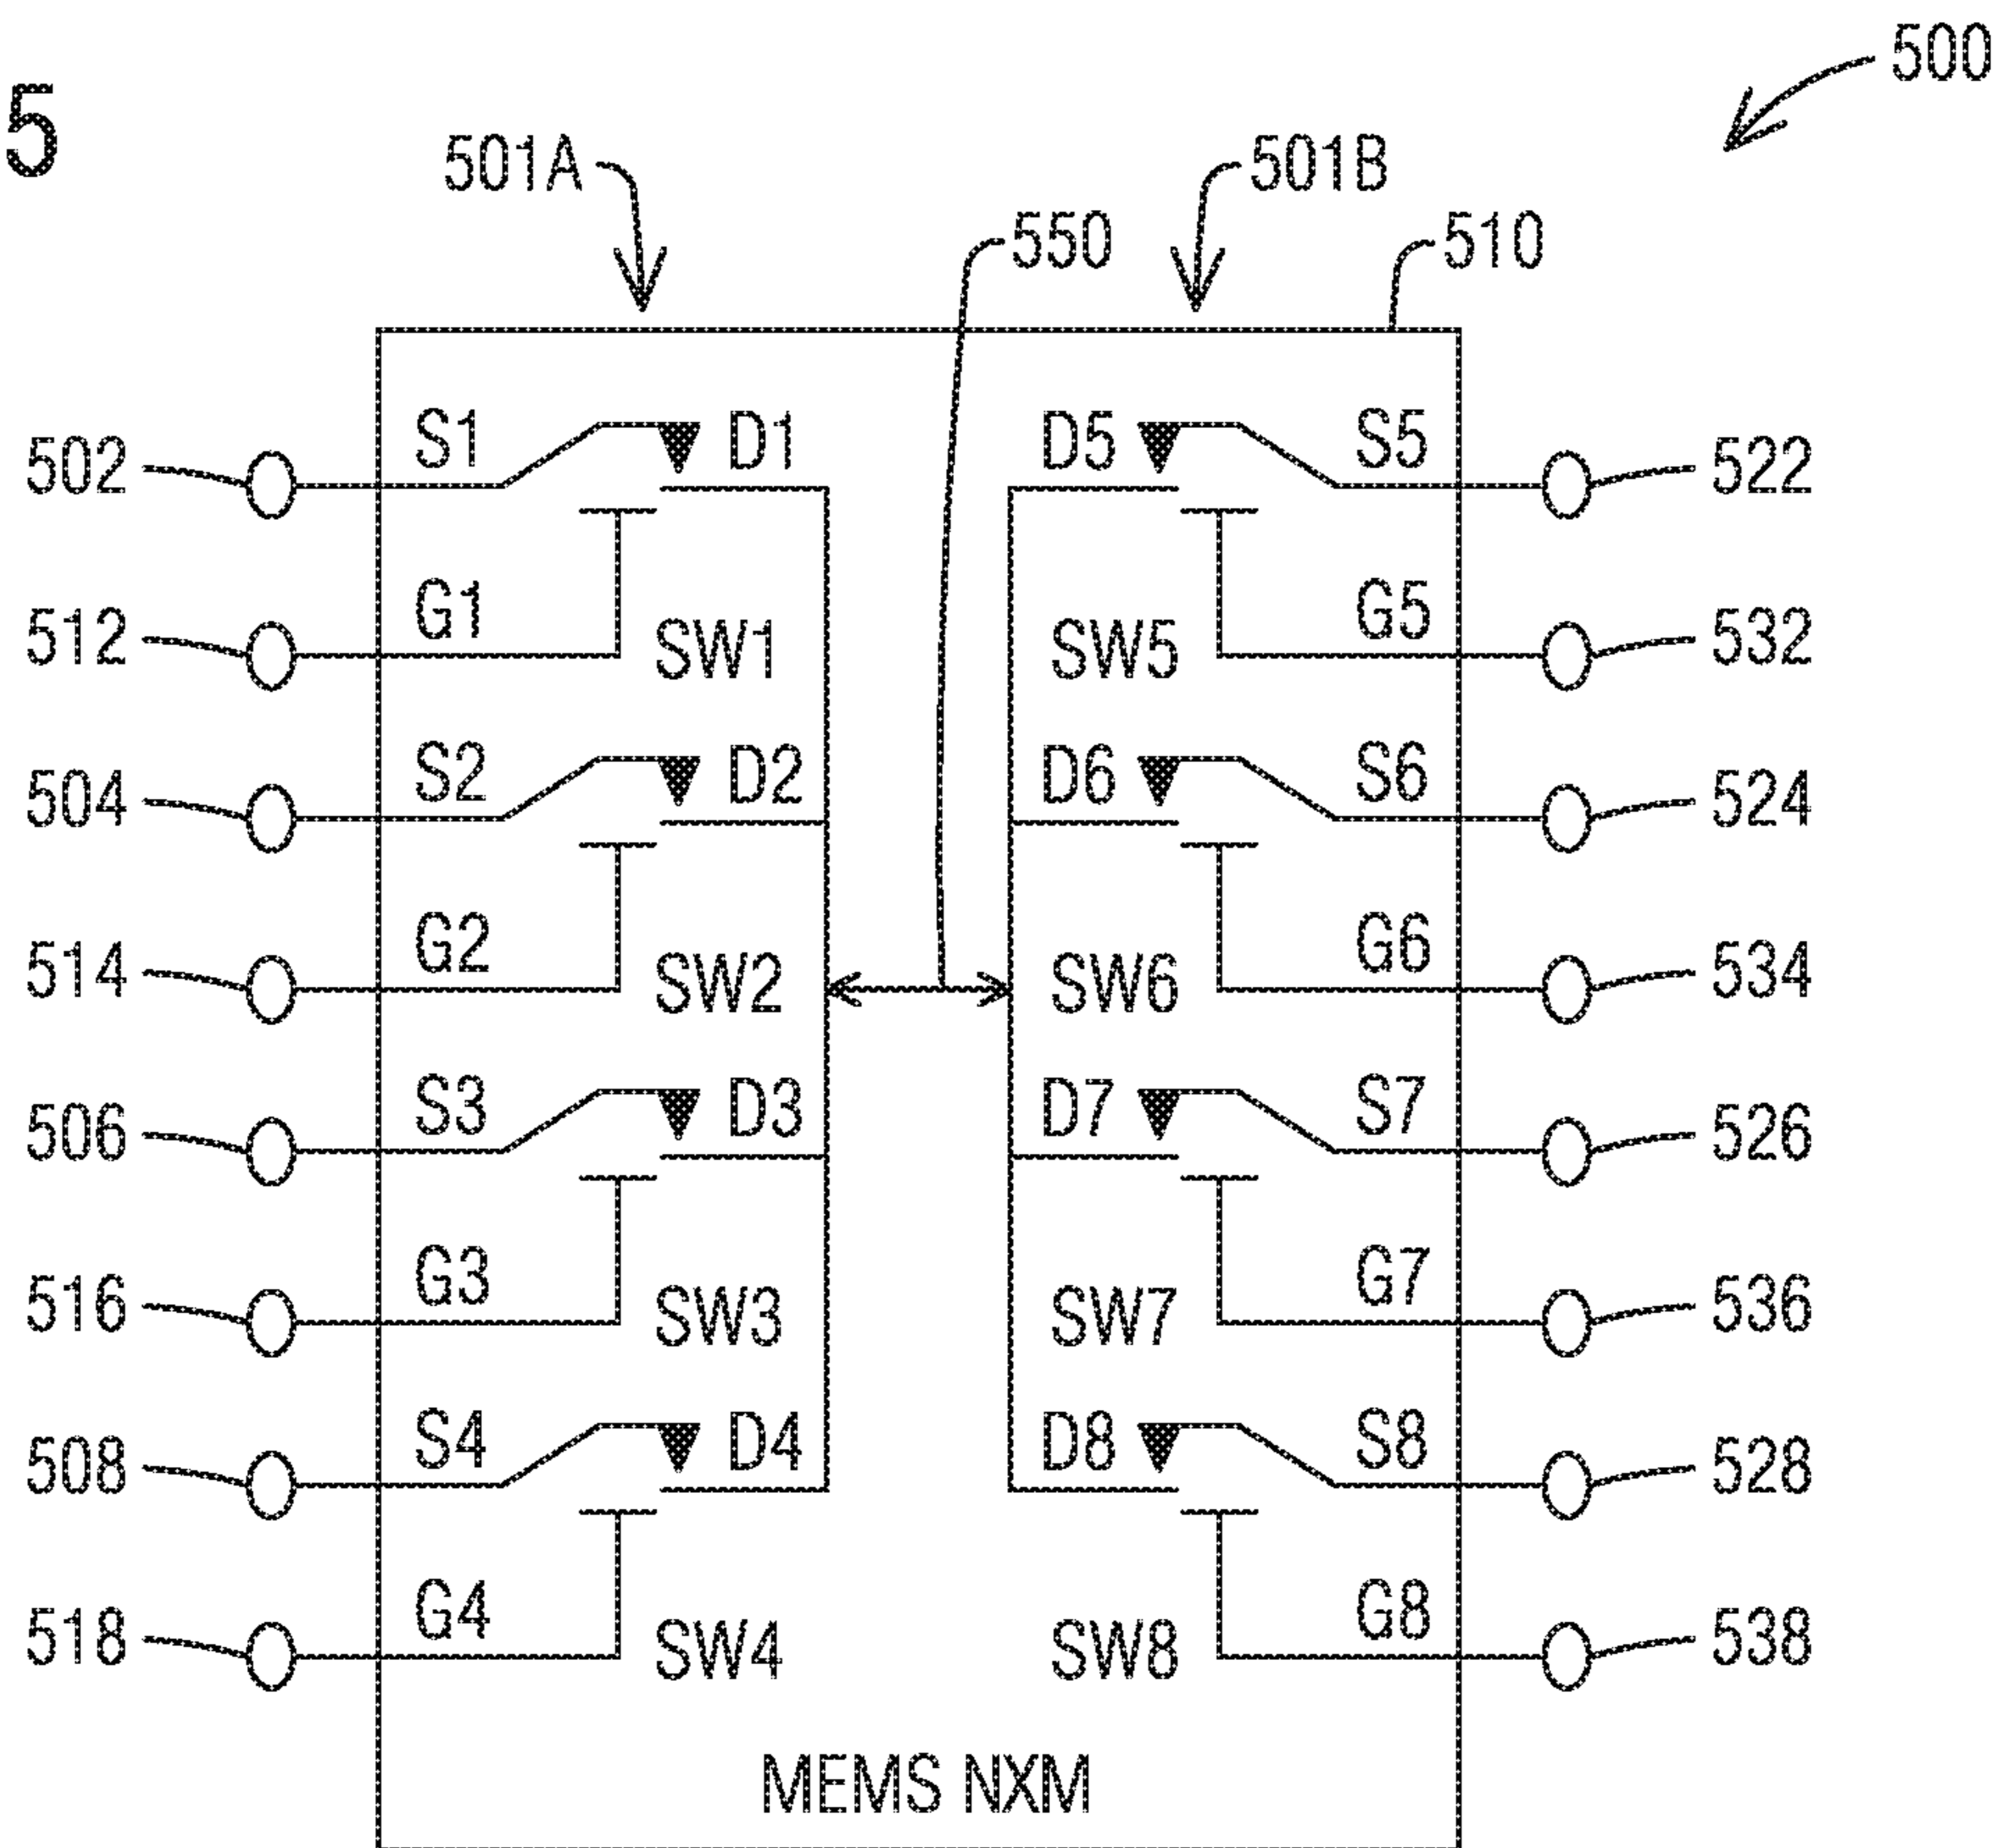 500
5
501A 501B
550 510
502 S1 D1 D5 S5 522
512 G1 SW1 SW5 G5 532
504 S2 D2 D6 S6 524
514 G2 SW2 SW6 G6 534
506 S3 D3 D7 S7 526
516 G3 SW3 SW7 G7 536
508 S4 D4 D8 S8 528
518 G4 SW4 SW8 G8 538
MEMS NXM